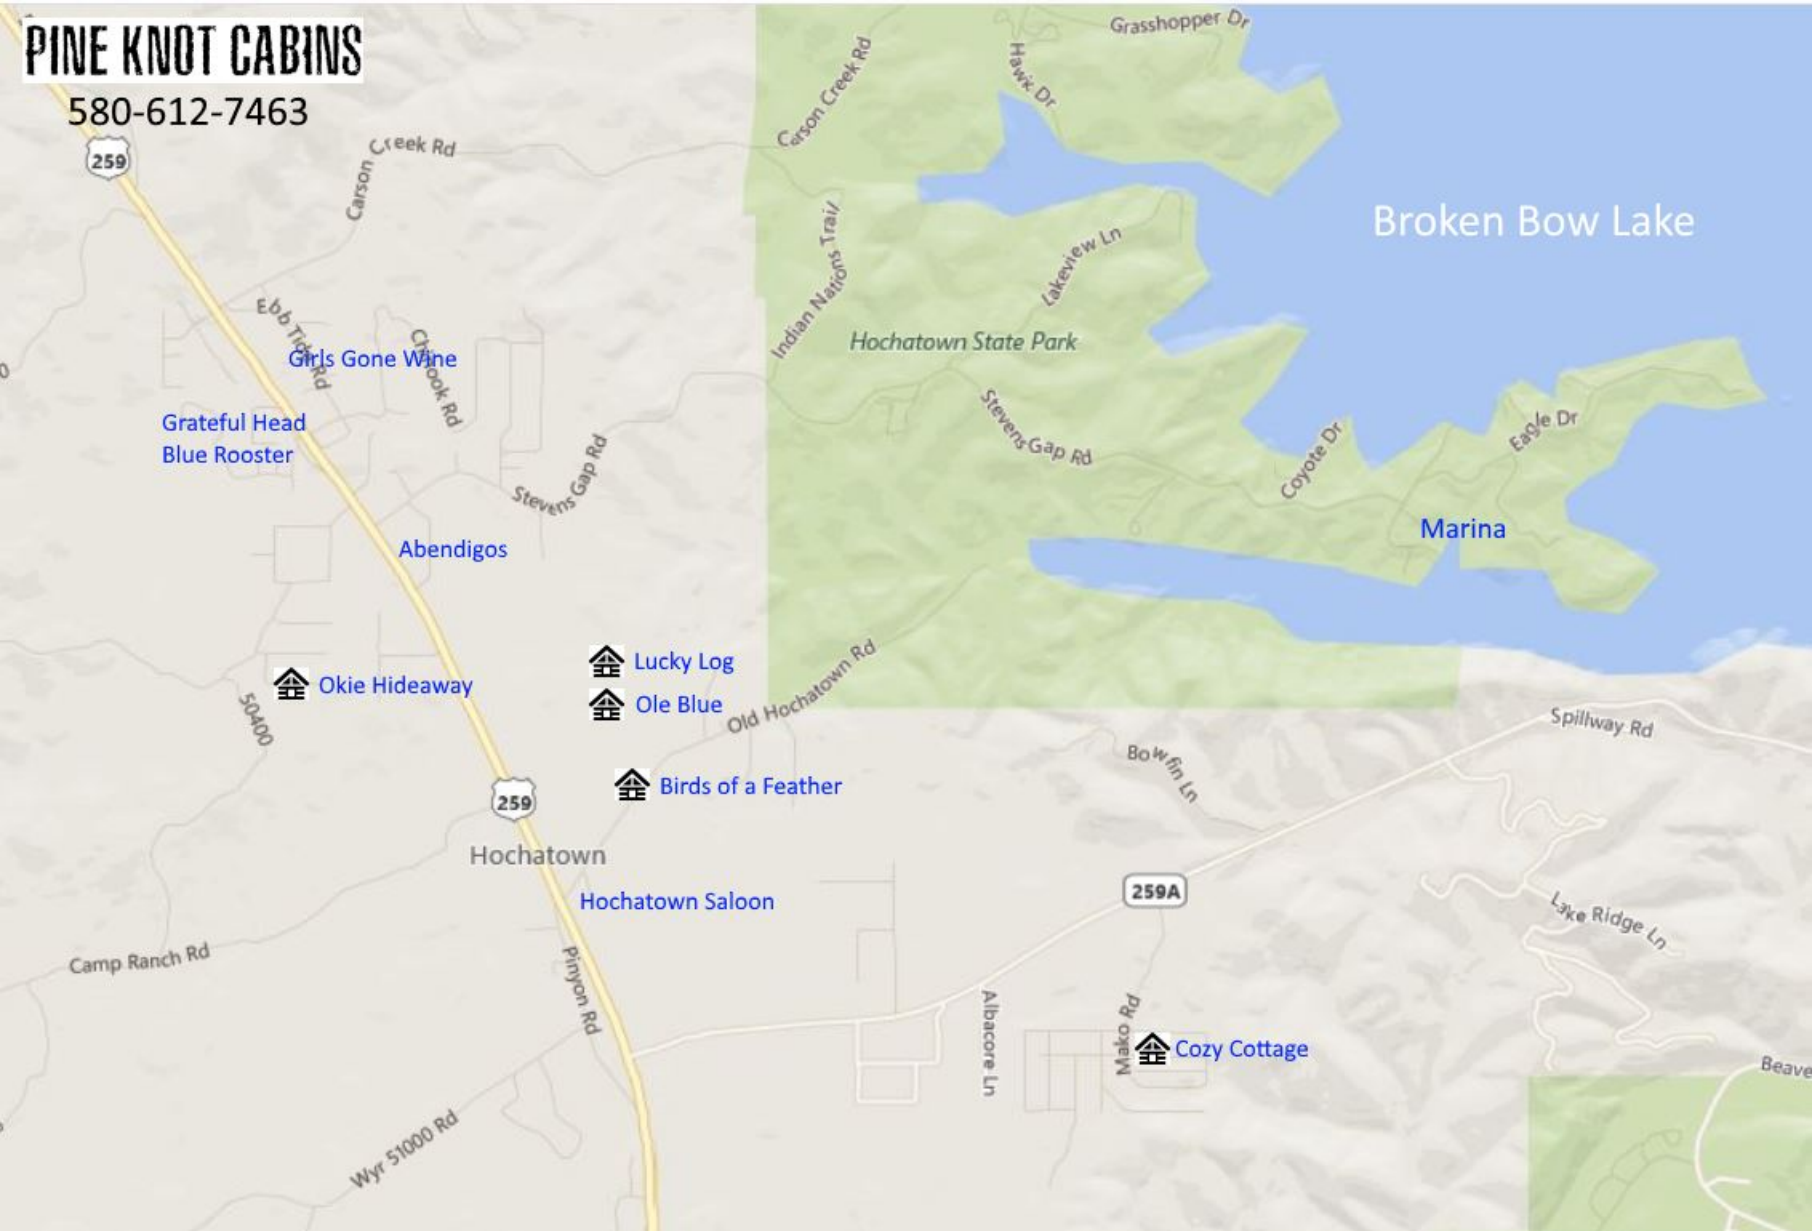 PINE KNOT CABINS
580-612-7463
Grasshopper Dr
Hawk Dr
Carson Creek Rd
Carson Creek Rd
259
Broken Bow Lake
Indian Nations Trail
Lakeview Ln
Ebb Tide Rd
Girls Gone Wine
Chinook Rd
Hochatown State Park
Grateful Head
Blue Rooster
Stevens Gap Rd
Stevens Gap Rd
Coyote Dr
Eagle Dr
Marina
Abendigos
Lucky Log
Okie Hideaway
Ole Blue
50400
Old Hochatown Rd
Spillway Rd
Bowfin Ln
Birds of a Feather
259
Hochatown
259A
Hochatown Saloon
Lake Ridge Ln
Camp Ranch Rd
Pinyon Rd
Albacore Ln
Mako Rd
Cozy Cottage
Beave
Wyr 51000 Rd